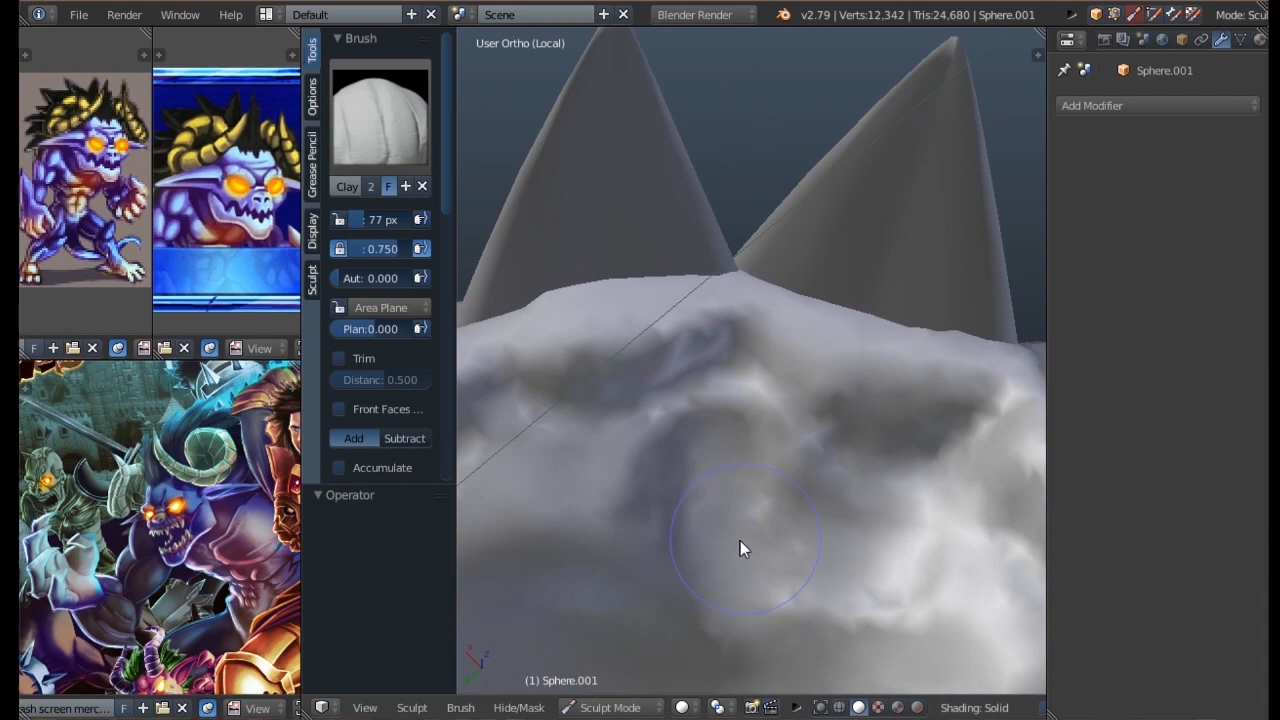 File Render Window Help Default Scene Blender Render v2.79 | Verts:12,342 | Tris:24,680 | Sphere.001 Mode: Scu
Tools
Options
Grease Pencil
Display
Sculpt
Brush
Clay 2 F
: 77 px
: 0.750
Aut: 0.000
Area Plane
Plan:0.000
Trim
Distanc: 0.500
Front Faces ...
Add Subtract
Accumulate
Operator
User Ortho (Local)
(1) Sphere.001
Sphere.001
Add Modifier
F View
ash screen merc... F View
View Sculpt Brush Hide/Mask Sculpt Mode Shading: Solid